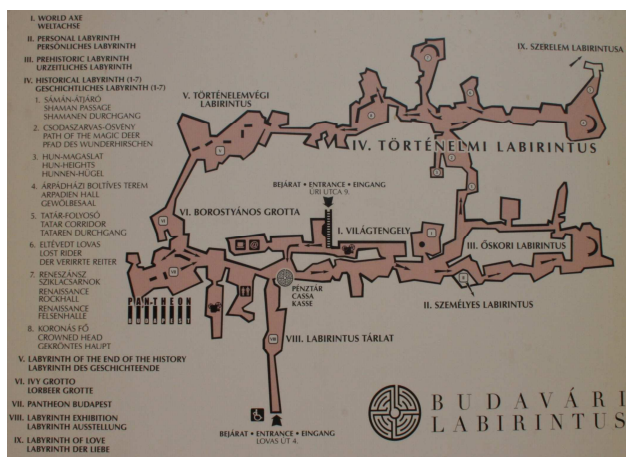 I. WORLD AXE
WELTACHSE
II. PERSONAL LABYRINTH
PERSÖNLICHES LABYRINTH
III. PREHISTORIC LABYRINTH
URZEITLICHES LABYRINTH
IV. HISTORICAL LABYRINTH (1-7)
GESCHICHTLICHES LABYRINTH (1-7)
1. SÁMÁN-ÁTJÁRÓ
SHAMAN PASSAGE
SHAMANEN DURCHGANG
2. CSODASZARVAS-ÖSVÉNY
PATH OF THE MAGIC DEER
PFAD DES WUNDERHIRSCHEN
3. HUN-MAGASLAT
HUN-HEIGHTS
HUNNEN-HÜGEL
4. ÁRPÁDHÁZI BOLTÍVES TEREM
ARPADIEN HALL
GEWÖLBESAAL
5. TATÁR-FOLYOSÓ
TATAR CORRIDOR
TATAREN DURCHGANG
6. ELTÉVEDT LOVAS
LOST RIDER
DER VERIRRTE REITER
7. RENESZÁNSZ
SZIKLACSARNOK
RENAISSANCE
ROCKHALL
RENAISSANCE
FELSENHALLE
8. KORONÁS FŐ
CROWNED HEAD
GEKRÖNTES HAUPT
V. LABYRINTH OF THE END OF THE HISTORY
LABYRINTH DES GESCHICHTEENDE
VI. IVY GROTTO
LORBEER GROTTE
VII. PANTHEON BUDAPEST
VIII. LABYRINTH EXHIBITION
LABYRINTH AUSSTELLUNG
IX. LABYRINTH OF LOVE
LABYRINTH DER LIEBE
IX. SZERELEM LABIRINTUSA
V. TÖRTÉNELEMVÉGI
LABIRINTUS
IV. TÖRTÉNELMI LABIRINTUS
BEJÁRAT • ENTRANCE • EINGANG
ÚRI UTCA 9.
VI. BOROSTYÁNOS GROTTA
I. VILÁGTENGELY
III. ŐSKORI LABIRINTUS
PÉNZTÁR
CASSA
KASSE
II. SZEMÉLYES LABIRINTUS
PANTHEON
VIII. LABIRINTUS TÁRLAT
BEJÁRAT • ENTRANCE • EINGANG
LOVAS ÚT 4.
BUDAVÁRI
LABIRINTUS